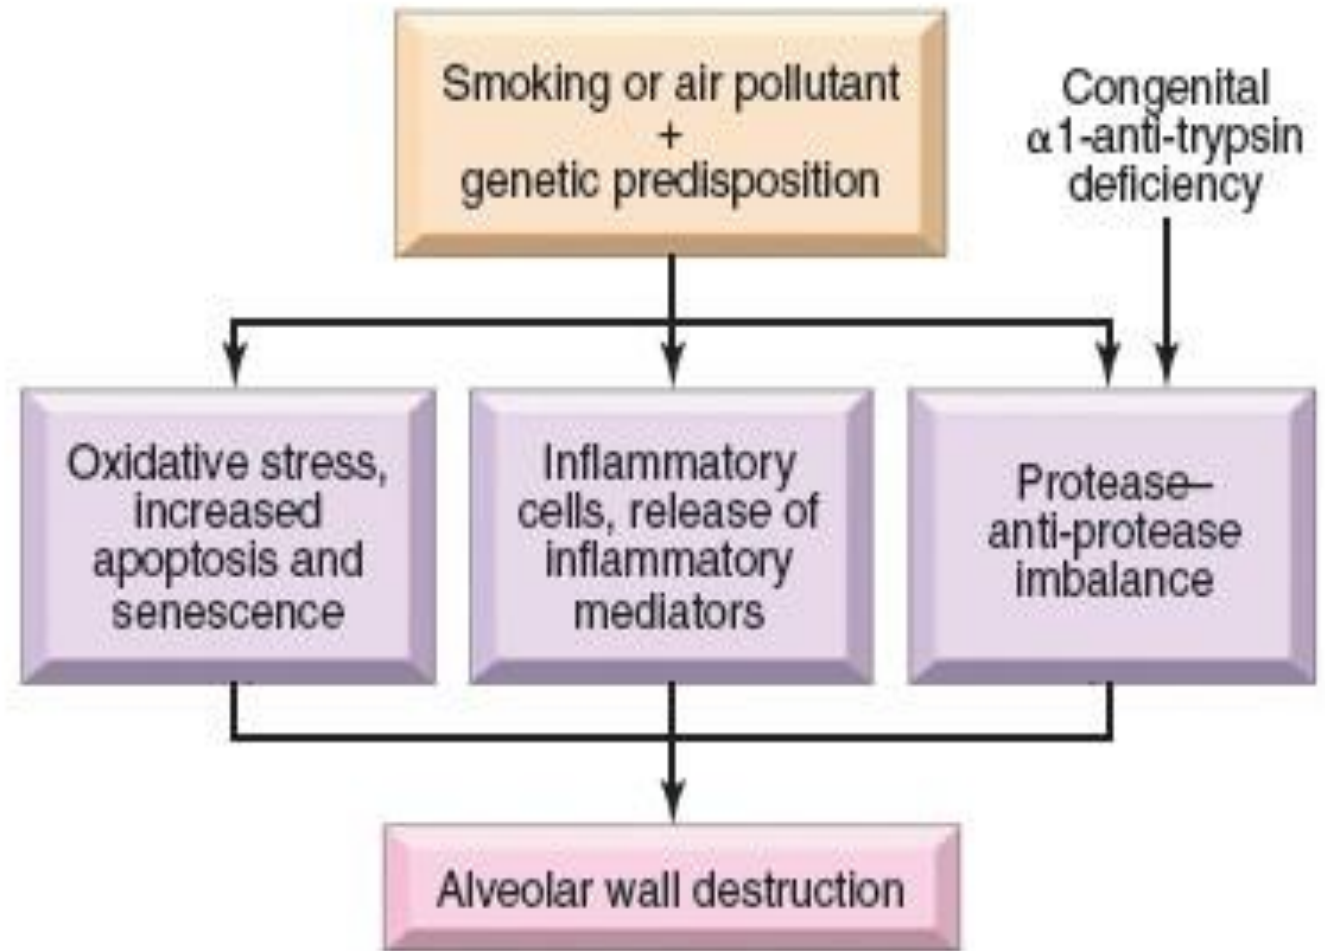 Smoking or air pollutant
+
genetic predisposition
Congenital
α1-anti-trypsin
deficiency
Oxidative stress,
increased
apoptosis and
senescence
Inflammatory
cells, release of
inflammatory
mediators
Protease–
anti-protease
imbalance
Alveolar wall destruction